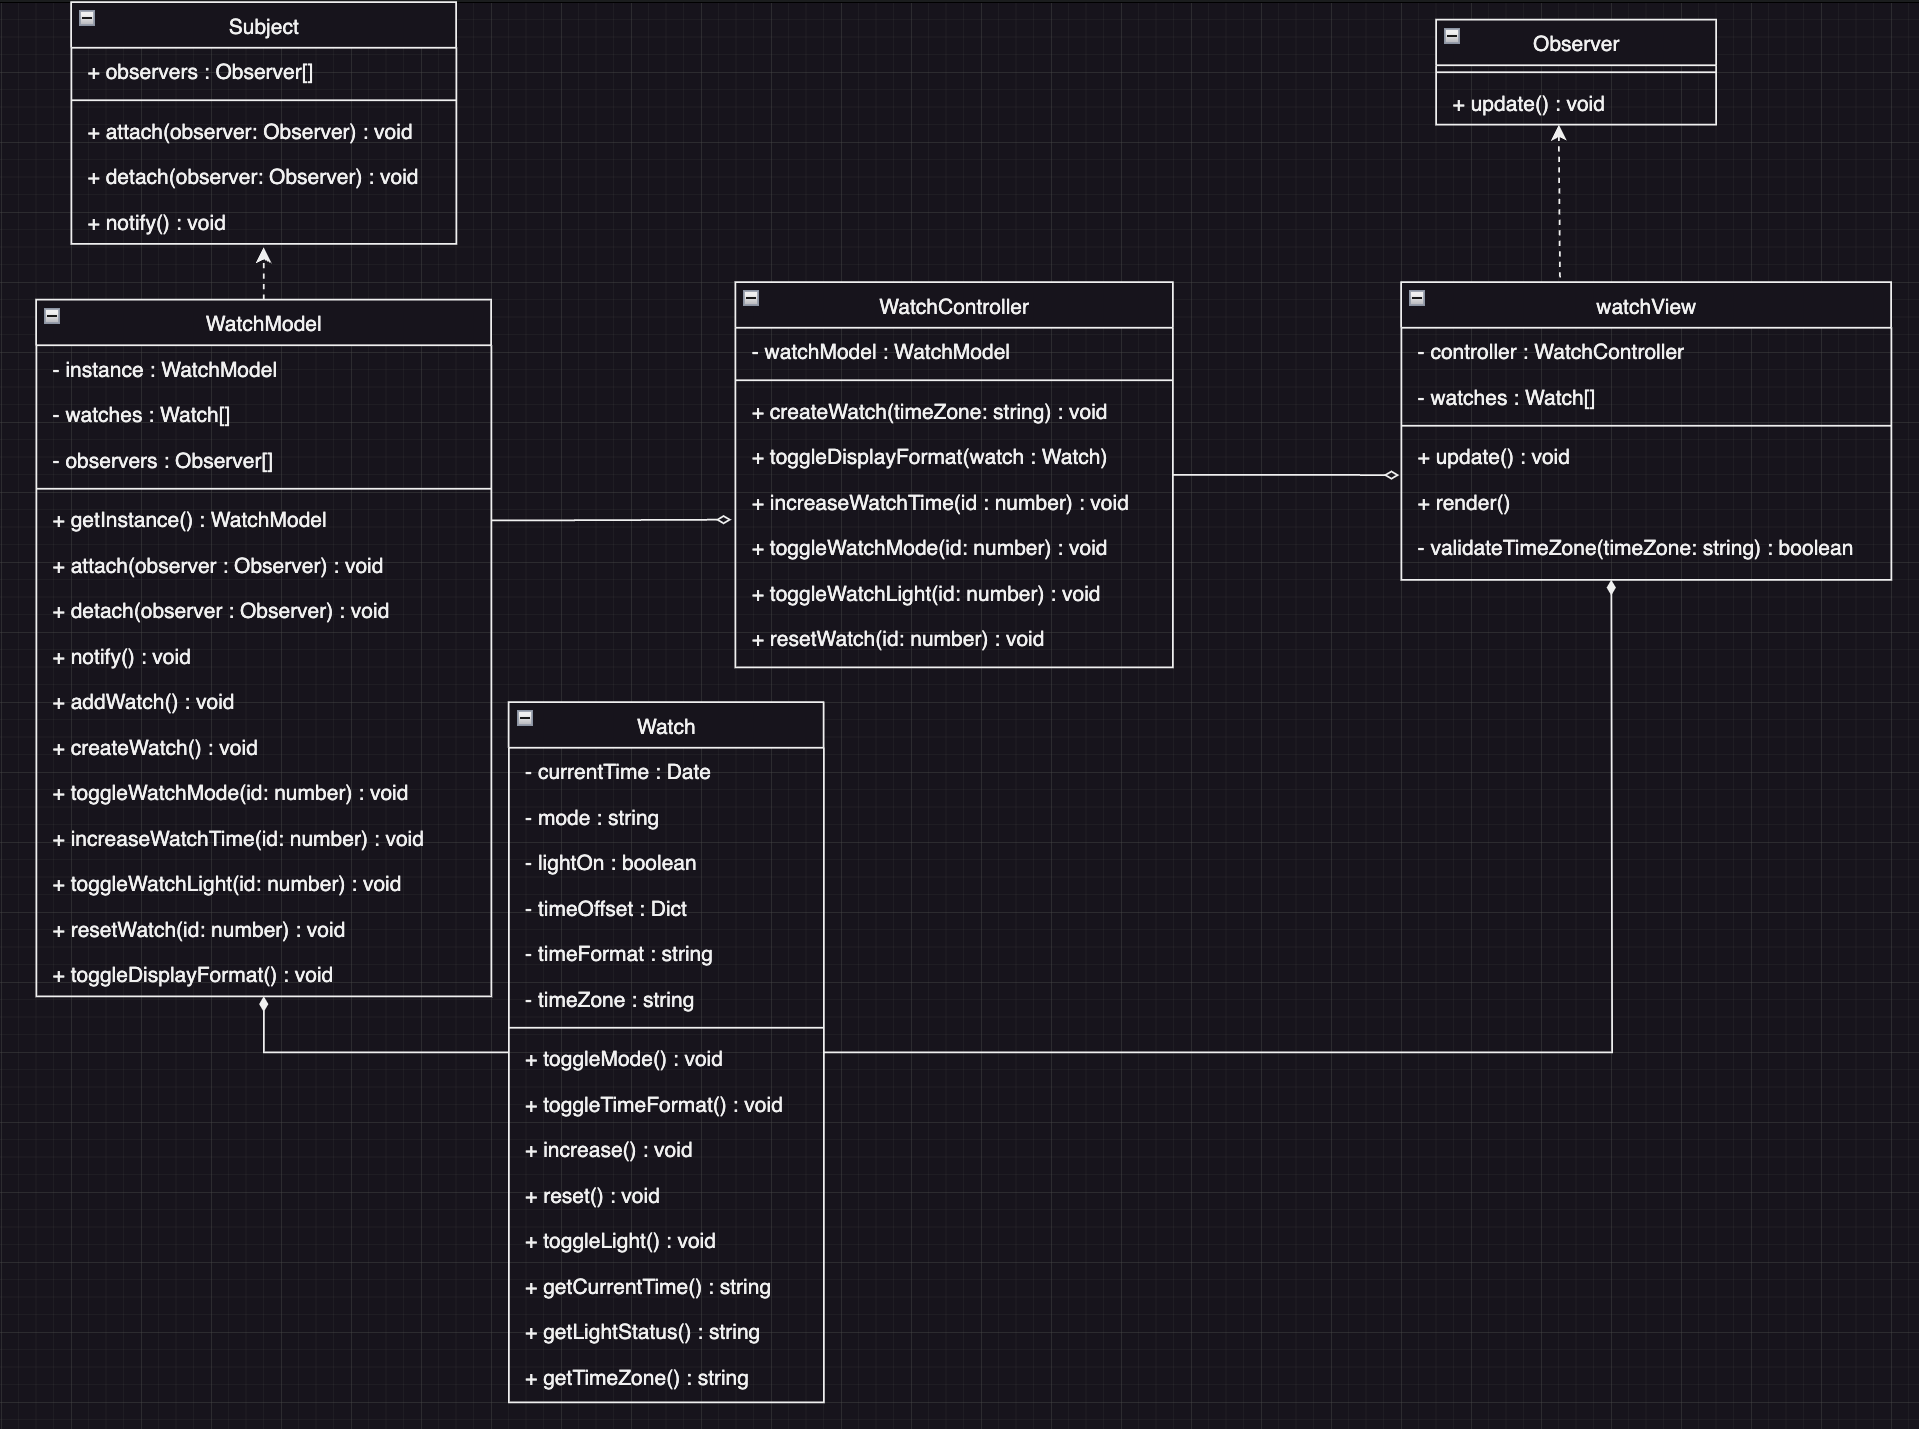 Subject
+ observers : Observer[]
+ attach(observer: Observer) : void
+ detach(observer: Observer) : void
+ notify() : void
Observer
+ update() : void
WatchModel
- instance : WatchModel
- watches : Watch[]
- observers : Observer[]
+ getInstance() : WatchModel
+ attach(observer : Observer) : void
+ detach(observer : Observer) : void
+ notify() : void
+ addWatch() : void
+ createWatch() : void
+ toggleWatchMode(id: number) : void
+ increaseWatchTime(id: number) : void
+ toggleWatchLight(id: number) : void
+ resetWatch(id: number) : void
+ toggleDisplayFormat() : void
WatchController
- watchModel : WatchModel
+ createWatch(timeZone: string) : void
+ toggleDisplayFormat(watch : Watch)
+ increaseWatchTime(id : number) : void
+ toggleWatchMode(id: number) : void
+ toggleWatchLight(id: number) : void
+ resetWatch(id: number) : void
watchView
- controller : WatchController
- watches : Watch[]
+ update() : void
+ render()
- validateTimeZone(timeZone: string) : boolean
Watch
- currentTime : Date
- mode : string
- lightOn : boolean
- timeOffset : Dict
- timeFormat : string
- timeZone : string
+ toggleMode() : void
+ toggleTimeFormat() : void
+ increase() : void
+ reset() : void
+ toggleLight() : void
+ getCurrentTime() : string
+ getLightStatus() : string
+ getTimeZone() : string